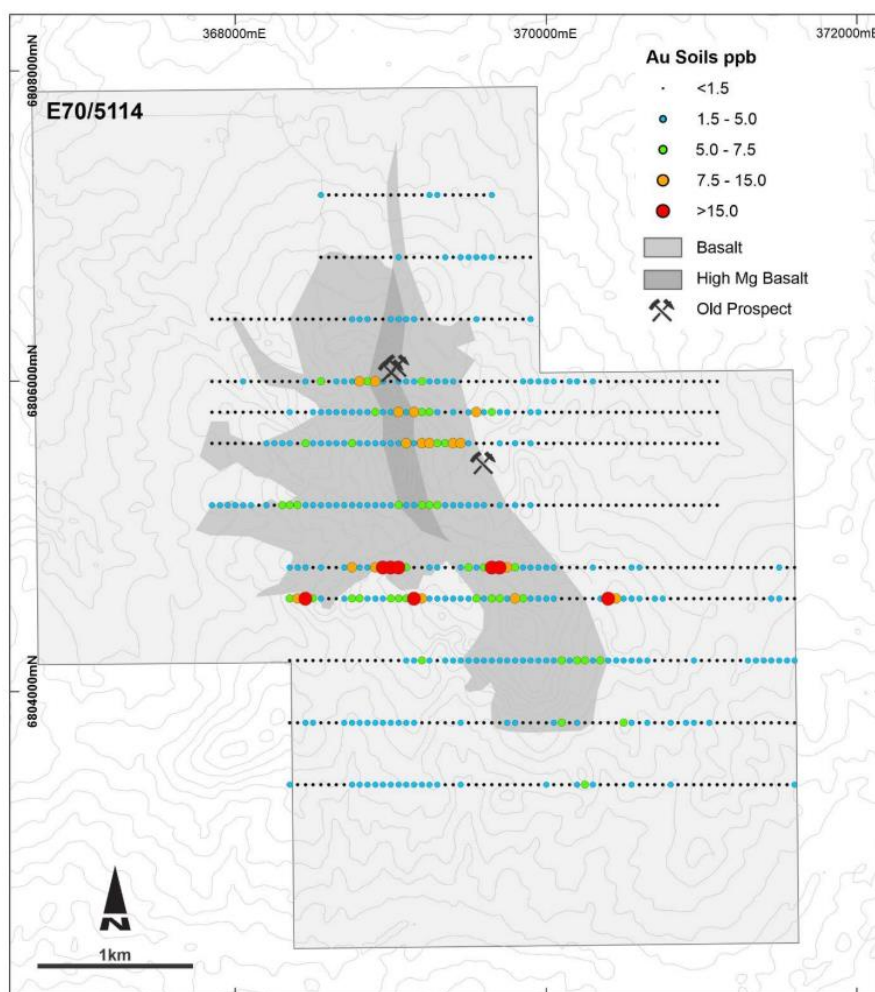 368000mE
370000mE
372000mE
6808000mN
6806000mN
6804000mN
E70/5114
Au Soils ppb
<1.5
1.5 - 5.0
5.0 - 7.5
7.5 - 15.0
>15.0
Basalt
High Mg Basalt
Old Prospect
N
1km